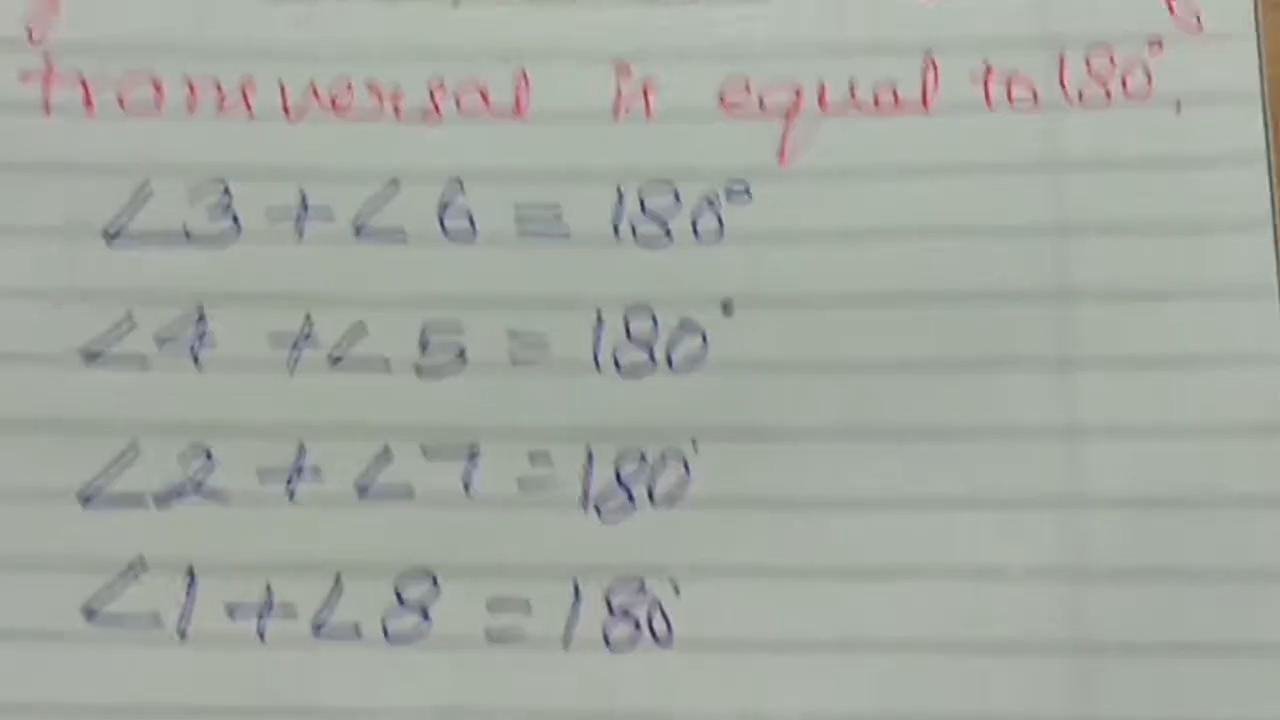 transversal is equal to 180°.
∠3 + ∠6 = 180°
∠4 + ∠5 = 180°
∠2 + ∠7 = 180°
∠1 + ∠8 = 180°